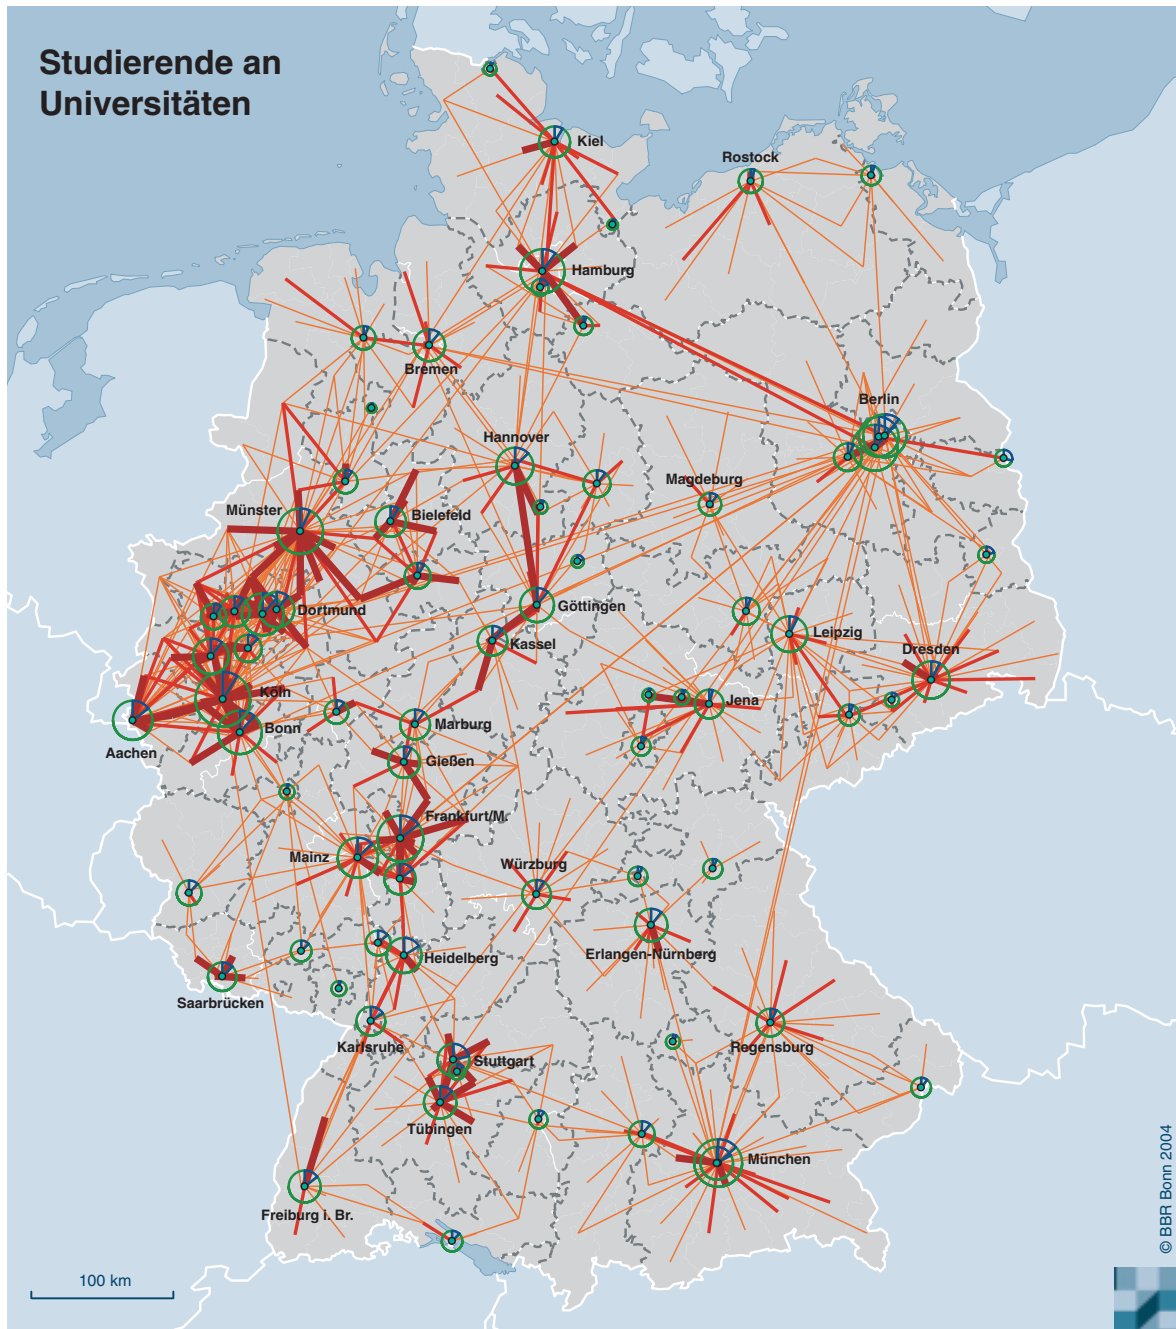 Studierende an
Universitäten
Kiel
Rostock
Hamburg
Bremen
Berlin
Hannover
Magdeburg
Münster
Bielefeld
Dortmund
Göttingen
Leipzig
Kassel
Dresden
Köln
Jena
Bonn
Marburg
Aachen
Gießen
Frankfurt/M.
Mainz
Würzburg
Erlangen-Nürnberg
Heidelberg
Saarbrücken
Karlsruhe
Regensburg
Stuttgart
Tübingen
München
Freiburg i. Br.
100 km
© BBR Bonn 2004